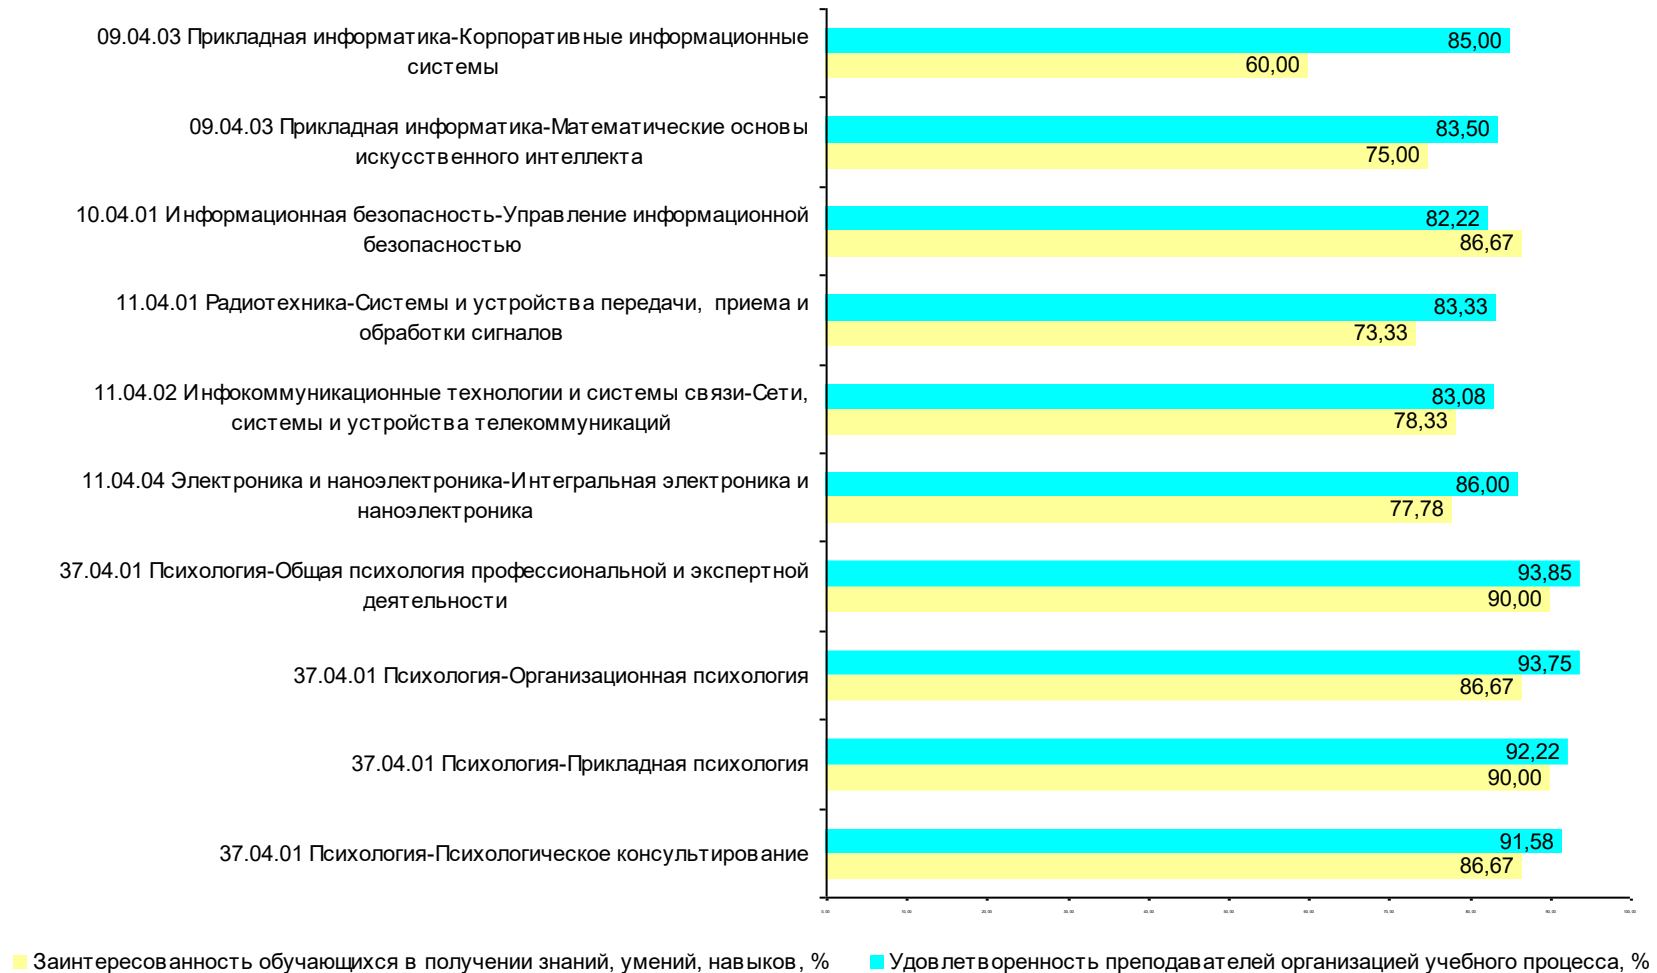 09.04.03 Прикладная информатика-Корпоративные информационные
системы
85,00
60,00
09.04.03 Прикладная информатика-Математические основы
искусственного интеллекта
83,50
75,00
10.04.01 Информационная безопасность-Управление информационной
безопасностью
82,22
86,67
11.04.01 Радиотехника-Системы и устройства передачи, приема и
обработки сигналов
83,33
73,33
11.04.02 Инфокоммуникационные технологии и системы связи-Сети,
системы и устройства телекоммуникаций
83,08
78,33
11.04.04 Электроника и наноэлектроника-Интегральная электроника и
наноэлектроника
86,00
77,78
37.04.01 Психология-Общая психология профессиональной и экспертной
деятельности
93,85
90,00
37.04.01 Психология-Организационная психология
93,75
86,67
37.04.01 Психология-Прикладная психология
92,22
90,00
37.04.01 Психология-Психологическое консультирование
91,58
86,67
Заинтересованность обучающихся в получении знаний, умений, навыков, %
Удовлетворенность преподавателей организацией учебного процесса, %